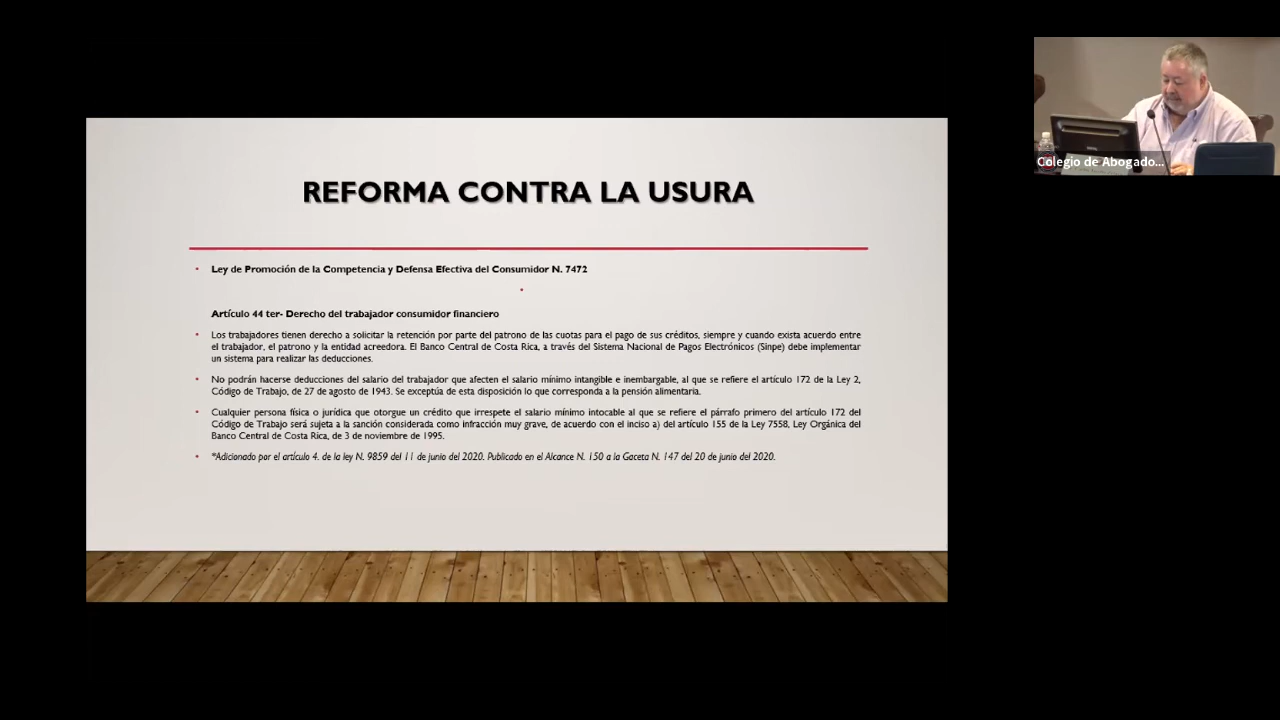 REFORMA CONTRA LA USURA
Colegio de Abogado...
• Ley de Promoción de la Competencia y Defensa Efectiva del Consumidor N. 7472
•
Artículo 44 ter- Derecho del trabajador consumidor financiero
• Los trabajadores tienen derecho a solicitar la retención por parte del patrono de las cuotas para el pago de sus créditos, siempre y cuando exista acuerdo entre
el trabajador, el patrono y la entidad acreedora. El Banco Central de Costa Rica, a través del Sistema Nacional de Pagos Electrónicos (Sinpe) debe implementar
un sistema para realizar las deducciones.
• No podrán hacerse deducciones del salario del trabajador que afecten el salario mínimo intangible e inembargable, al que se refiere el artículo 172 de la Ley 2,
Código de Trabajo, de 27 de agosto de 1943. Se exceptúa de esta disposición lo que corresponda a la pensión alimentaria.
• Cualquier persona física o jurídica que otorgue un crédito que irrespete el salario mínimo intocable al que se refiere el párrafo primero del artículo 172 del
Código de Trabajo será sujeta a la sanción considerada como infracción muy grave, de acuerdo con el inciso a) del artículo 155 de la Ley 7558, Ley Orgánica del
Banco Central de Costa Rica, de 3 de noviembre de 1995.
• *Adicionado por el artículo 4. de la ley N. 9859 del 11 de junio del 2020. Publicado en el Alcance N. 150 a la Gaceta N. 147 del 20 de junio del 2020.